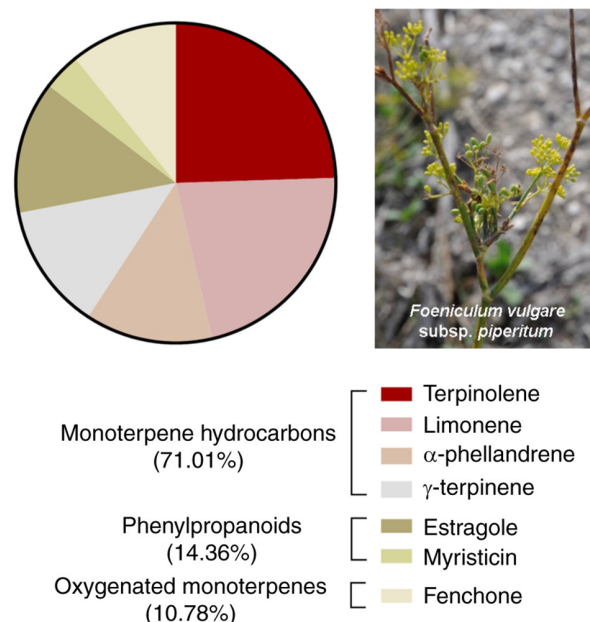 Foeniculum vulgare
subsp. piperitum
Monoterpene hydrocarbons
(71.01%)
Terpinolene
Limonene
α-phellandrene
γ-terpinene
Phenylpropanoids
(14.36%)
Estragole
Myristicin
Oxygenated monoterpenes
(10.78%)
Fenchone